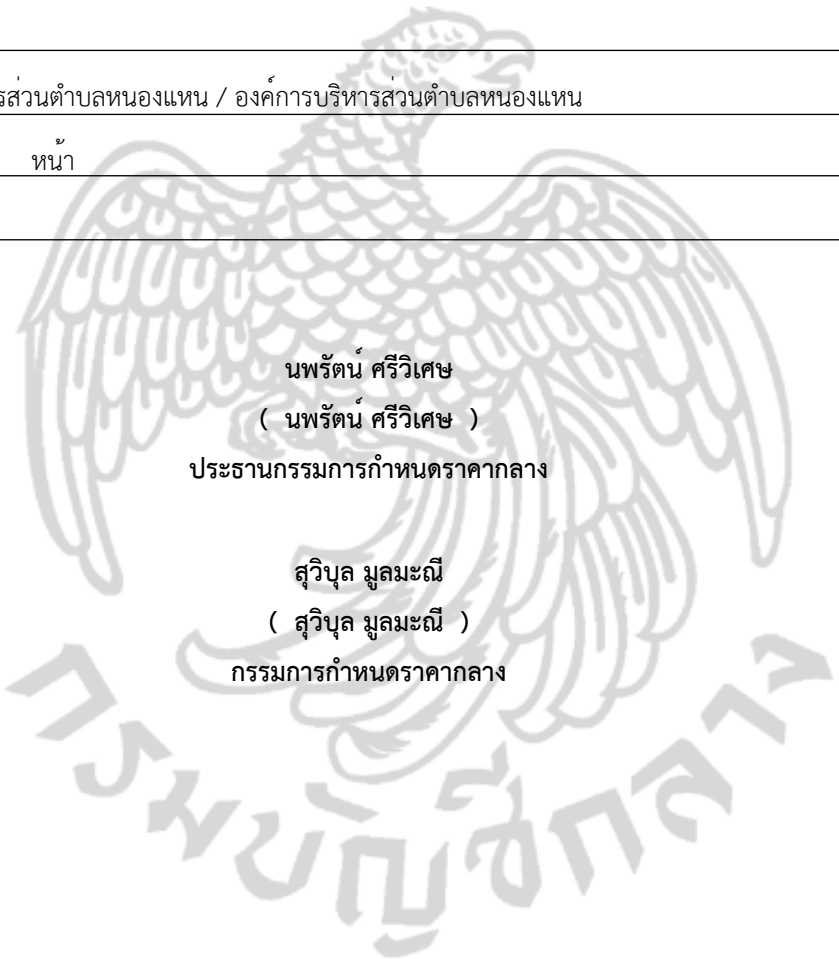 รส่วนตำบลหนองแหน / องค์การบริหารส่วนตำบลหนองแหน
หน้า
นพรัตน์ ศรีวิเศษ
( นพรัตน์ ศรีวิเศษ )
ประธานกรรมการกำหนดราคากลาง
สุวิบุล มูลมะณี
( สุวิบุล มูลมะณี )
กรรมการกำหนดราคากลาง
กรมบัญชีกลาง